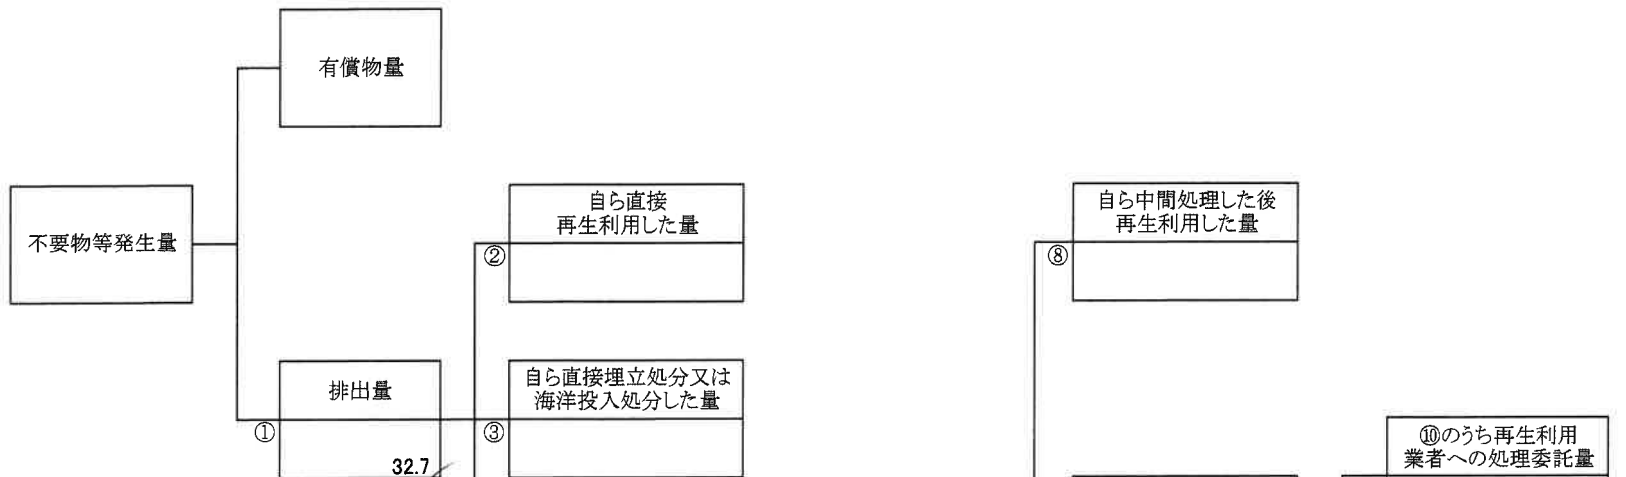 有償物量
不要物等発生量
自ら直接
再生利用した量
②
自ら中間処理した後
再生利用した量
⑧
排出量
①
32.7
自ら直接埋立処分又は
海洋投入処分した量
③
⑩のうち再生利用
業者への処理委託量